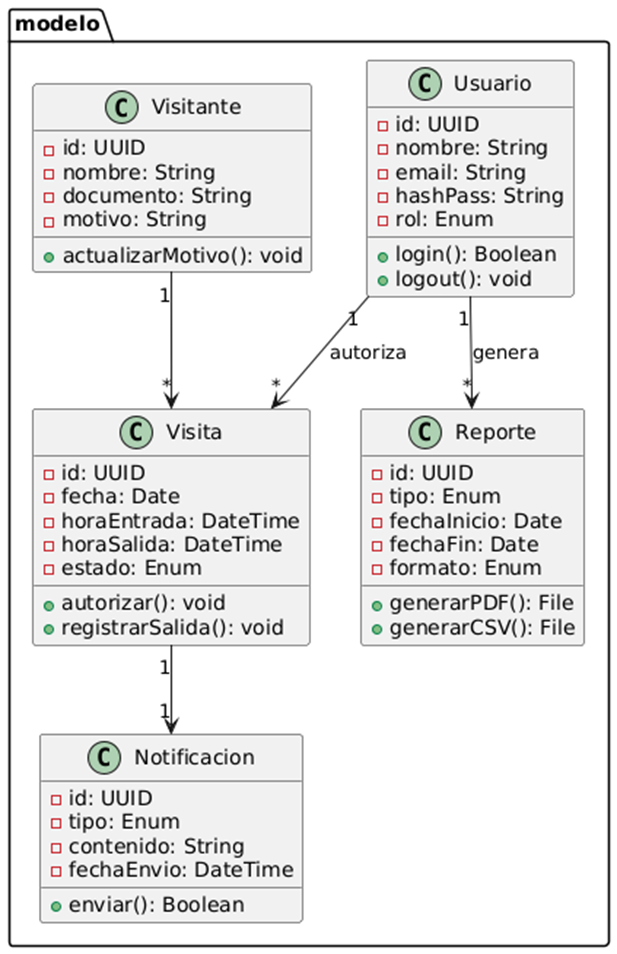 modelo
C Visitante
id: UUID
nombre: String
documento: String
motivo: String
actualizarMotivo(): void
C Usuario
id: UUID
nombre: String
email: String
hashPass: String
rol: Enum
login(): Boolean
logout(): void
1
*
1
autoriza
*
1
genera
*
C Visita
id: UUID
fecha: Date
horaEntrada: DateTime
horaSalida: DateTime
estado: Enum
autorizar(): void
registrarSalida(): void
C Reporte
id: UUID
tipo: Enum
fechaInicio: Date
fechaFin: Date
formato: Enum
generarPDF(): File
generarCSV(): File
1
1
C Notificacion
id: UUID
tipo: Enum
contenido: String
fechaEnvio: DateTime
enviar(): Boolean